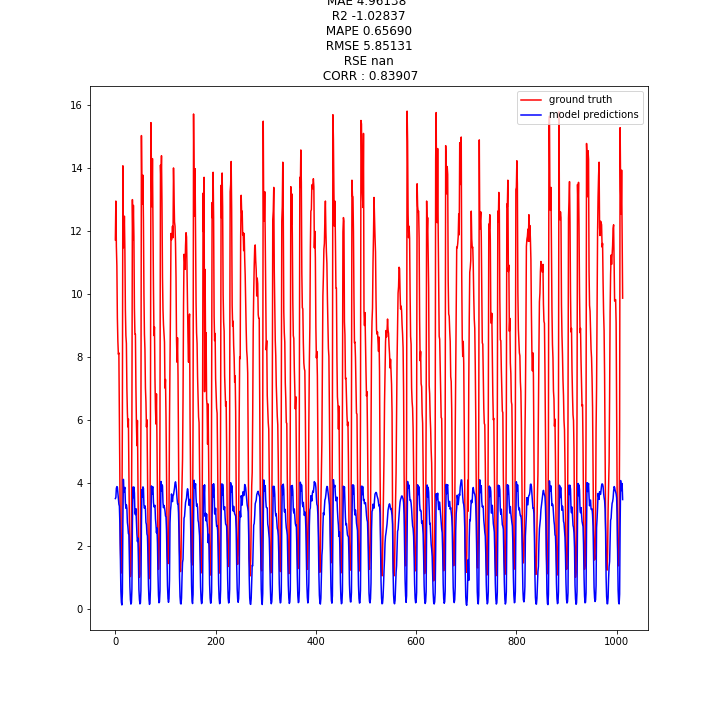 MAE 4.96138
R2 -1.02837
MAPE 0.65690
RMSE 5.85131
RSE nan
CORR : 0.83907
ground truth
model predictions
16
14
12
10
8
6
4
2
0
0 200 400 600 800 1000